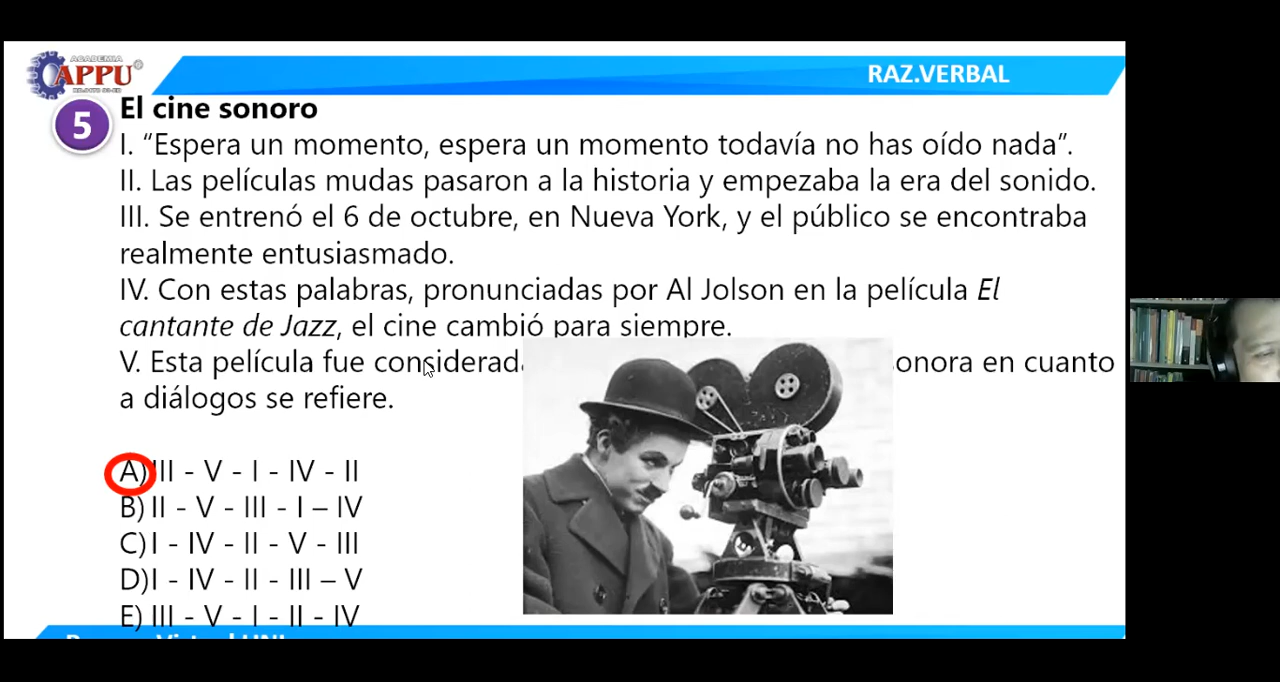 ACADEMIA
APPU
RAZ.VERBAL
5
El cine sonoro
I. “Espera un momento, espera un momento todavía no has oído nada”.
II. Las películas mudas pasaron a la historia y empezaba la era del sonido.
III. Se entrenó el 6 de octubre, en Nueva York, y el público se encontraba
realmente entusiasmado.
IV. Con estas palabras, pronunciadas por Al Jolson en la película El
cantante de Jazz, el cine cambió para siempre.
V. Esta película fue en cuanto
a diálogos se refiere.
A) III - V - I - IV - II
B) II - V - III - I – IV
C) I - IV - II - V - III
D)I - IV - II - III – V
E) III - V - I - II - IV